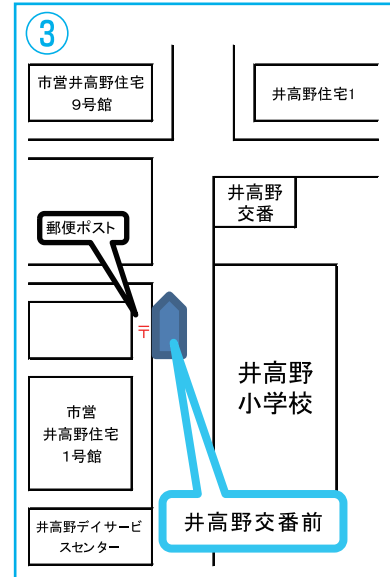 ③
市営井高野住宅
9号館
井高野住宅1
井高野
交番
郵便ポスト
〒
井高野
小学校
市営
井高野住宅
1号館
井高野交番前
井高野デイサービ
スセンター